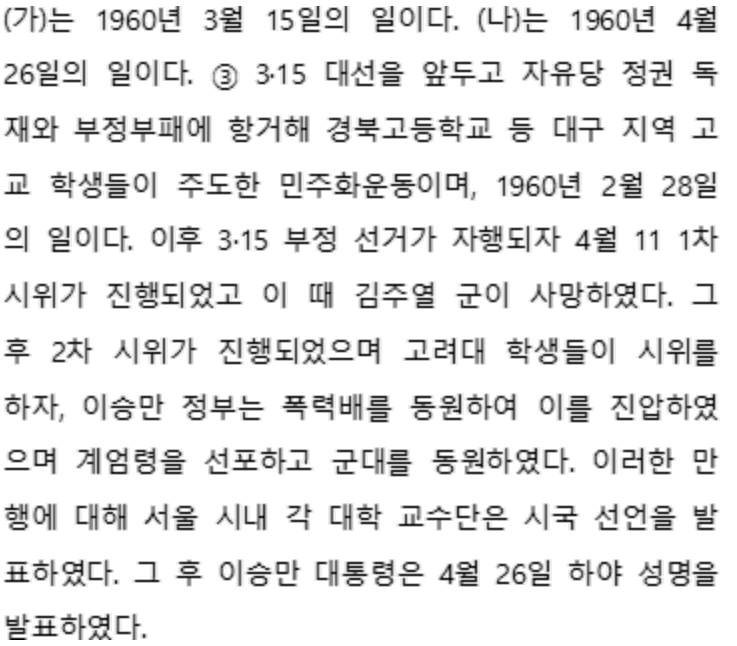 (가)는 1960년 3월 15일의 일이다. (나)는 1960년 4월
26일의 일이다. ③ 3·15 대선을 앞두고 자유당 정권 독
재와 부정부패에 항거해 경북고등학교 등 대구 지역 고
교 학생들이 주도한 민주화운동이며, 1960년 2월 28일
의 일이다. 이후 3·15 부정 선거가 자행되자 4월 11 1차
시위가 진행되었고 이 때 김주열 군이 사망하였다. 그
후 2차 시위가 진행되었으며 고려대 학생들이 시위를
하자, 이승만 정부는 폭력배를 동원하여 이를 진압하였
으며 계엄령을 선포하고 군대를 동원하였다. 이러한 만
행에 대해 서울 시내 각 대학 교수단은 시국 선언을 발
표하였다. 그 후 이승만 대통령은 4월 26일 하야 성명을
발표하였다.